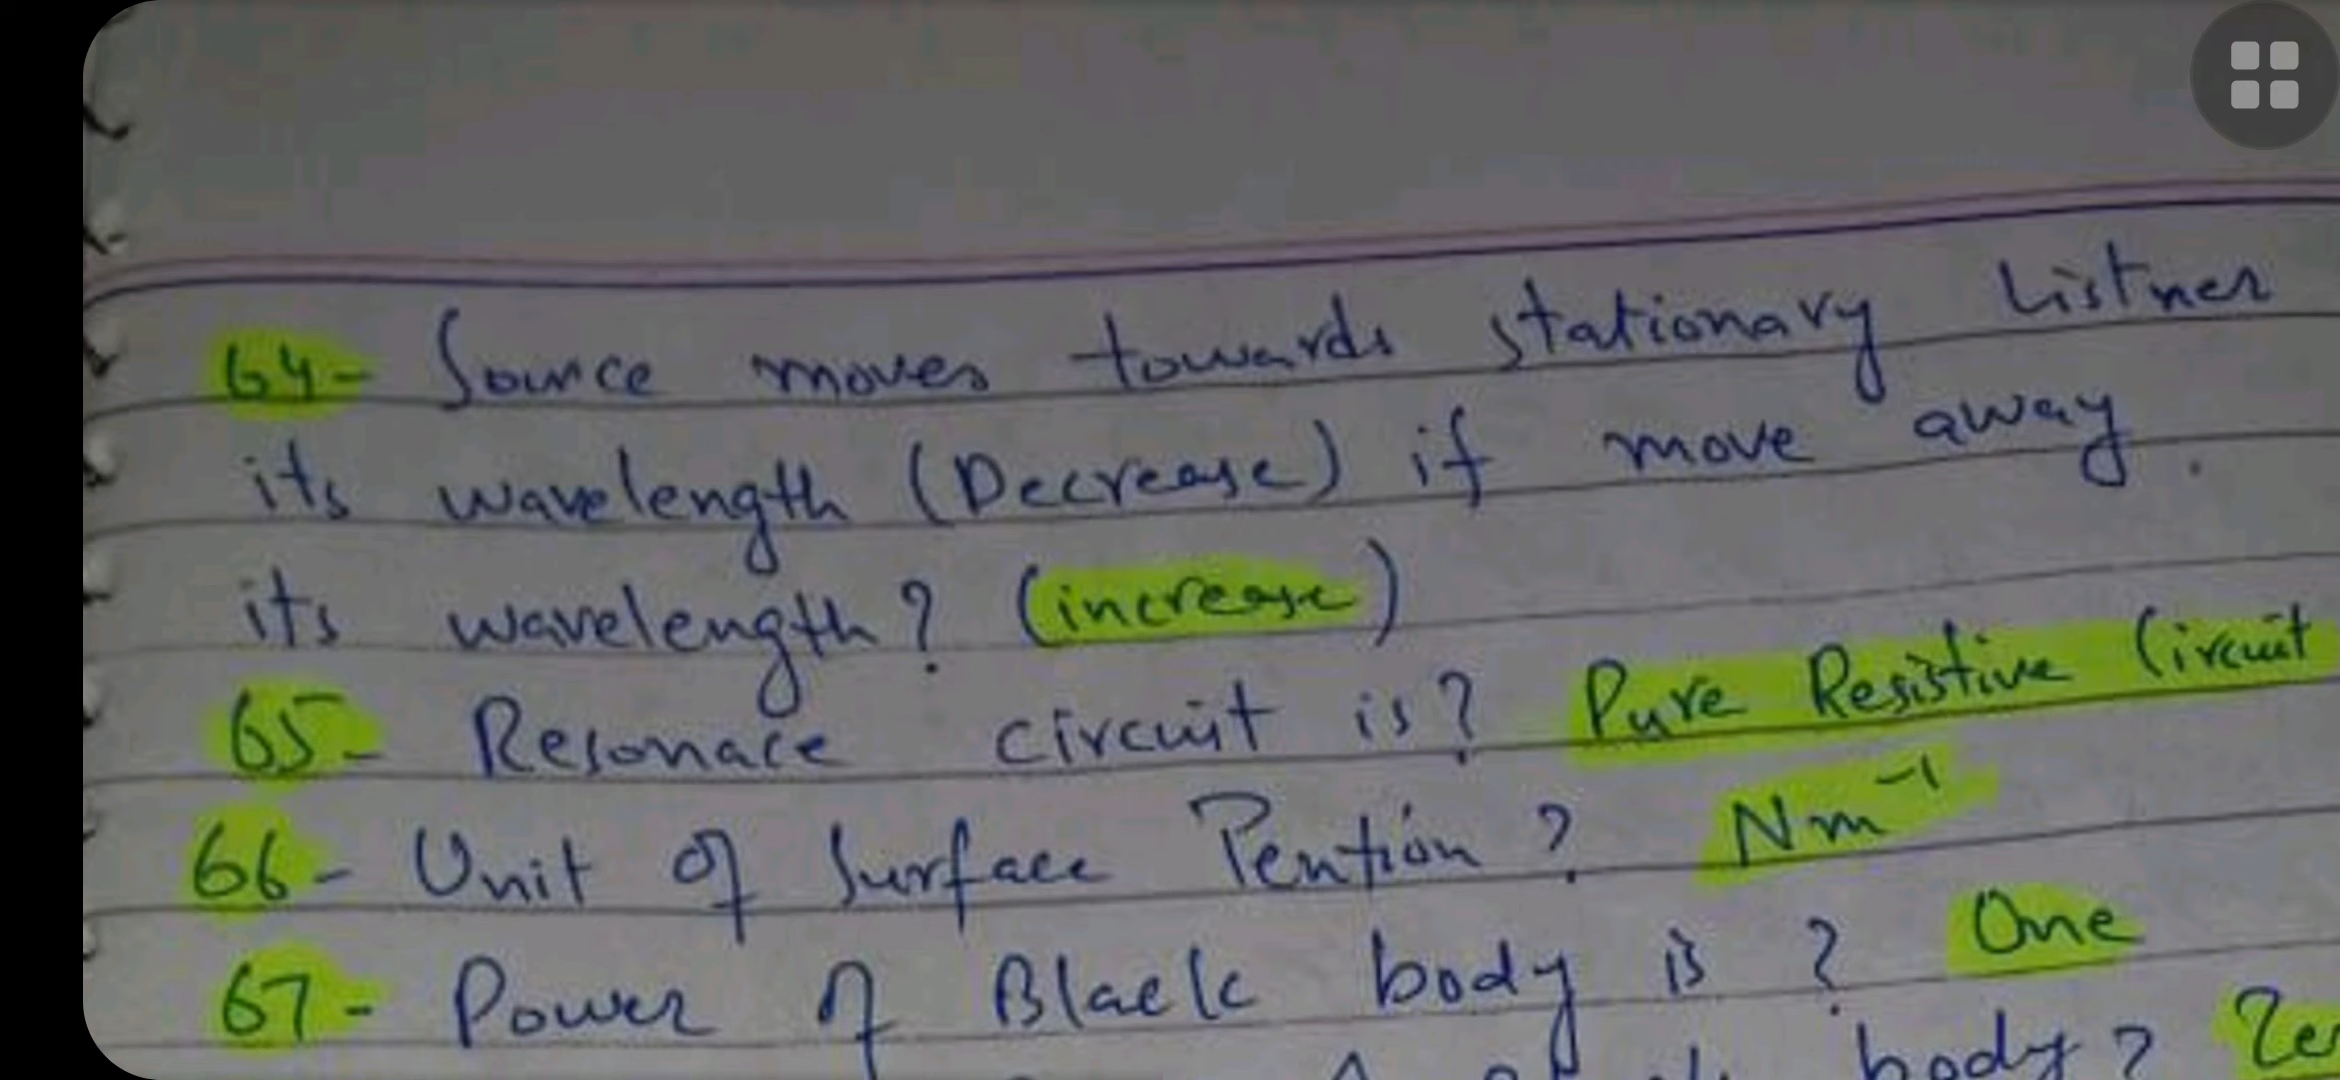 64- Source moves towards stationary Listner
its wavelength (Decrease) if move away.
its wavelength? (increase)
65- Resonace circuit is? Pure Resistive Circuit
66- Unit of Surface Tention? Nm⁻¹
67- Power of Black body is? One
body?